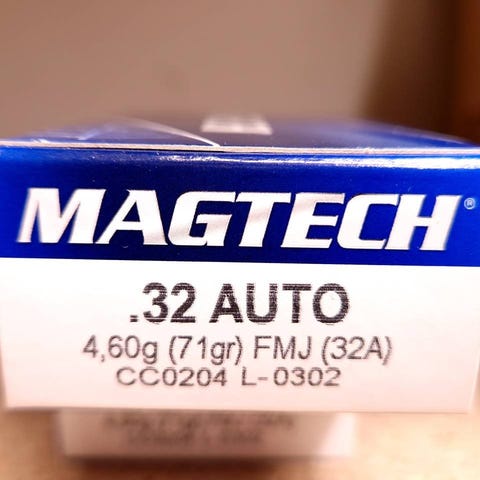 MAGTECH®
.32 AUTO
4,60g (71gr) FMJ (32A)
CC0204 L-0302